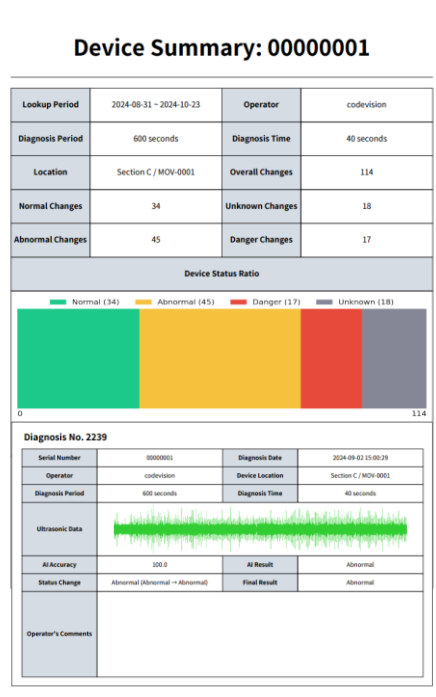 Device Summary: 00000001
Lookup Period 2024-08-31 ~ 2024-10-23 Operator codevision
Diagnosis Period 600 seconds Diagnosis Time 40 seconds
Location Section C / MOV-0001 Overall Changes 114
Normal Changes 34 Unknown Changes 18
Abnormal Changes 45 Danger Changes 17
Device Status Ratio
Normal (34) Abnormal (45) Danger (17) Unknown (18)
0 114
Diagnosis No. 2239
Serial Number 00000001 Diagnosis Date 2024-09-02 15:00:29
Operator codevision Device Location Section C / MOV-0001
Diagnosis Period 600 seconds Diagnosis Time 40 seconds
Ultrasonic Data
AI Accuracy 100.0 AI Result Abnormal
Status Change Abnormal (Abnormal → Abnormal) Final Result Abnormal
Operator's Comments